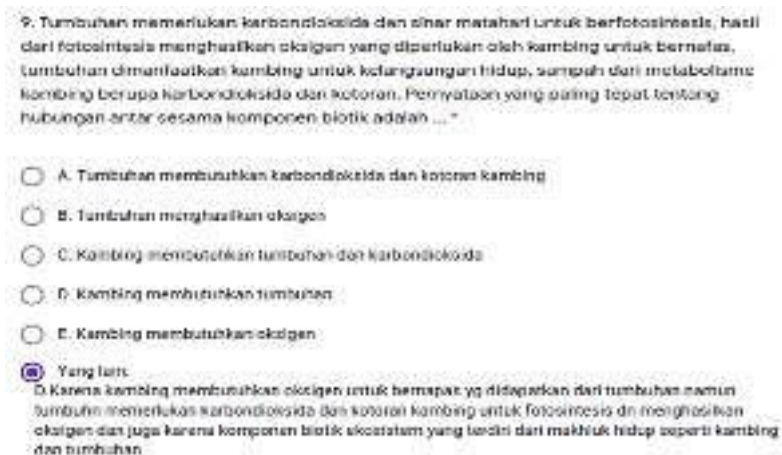 9. Tumbuhan memerlukan karbondioksida dan sinar matahari untuk berfotosintesis, hasil
dari fotosintesis menghasilkan oksigen yang diperlukan oleh kambing untuk bernafas,
tumbuhan dimanfaatkan kambing untuk kelangsungan hidup, sampah dari metabolisme
kambing berupa karbondioksida dan kotoran. Pernyataan yang paling tepat tentang
hubungan antar sesama komponen biotik adalah ... *
A. Tumbuhan membutuhkan karbondioksida dan kotoran kambing
B. Tumbuhan menghasilkan oksigen
C. Kambing membutuhkan tumbuhan dan karbondioksida
D. Kambing membutuhkan tumbuhan
E. Kambing membutuhkan oksigen
Yang lain:
D.Karena kambing membutuhkan oksigen untuk bernapas yg didapatkan dari tumbuhan namun
tumbuhn memerlukan karbondioksida dan kotoran kambing untuk fotosintesis dn menghasilkan
oksigen dan juga karena komponen biotik ekosistem yang terdiri dari makhluk hidup seperti kambing
dan tumbuhan